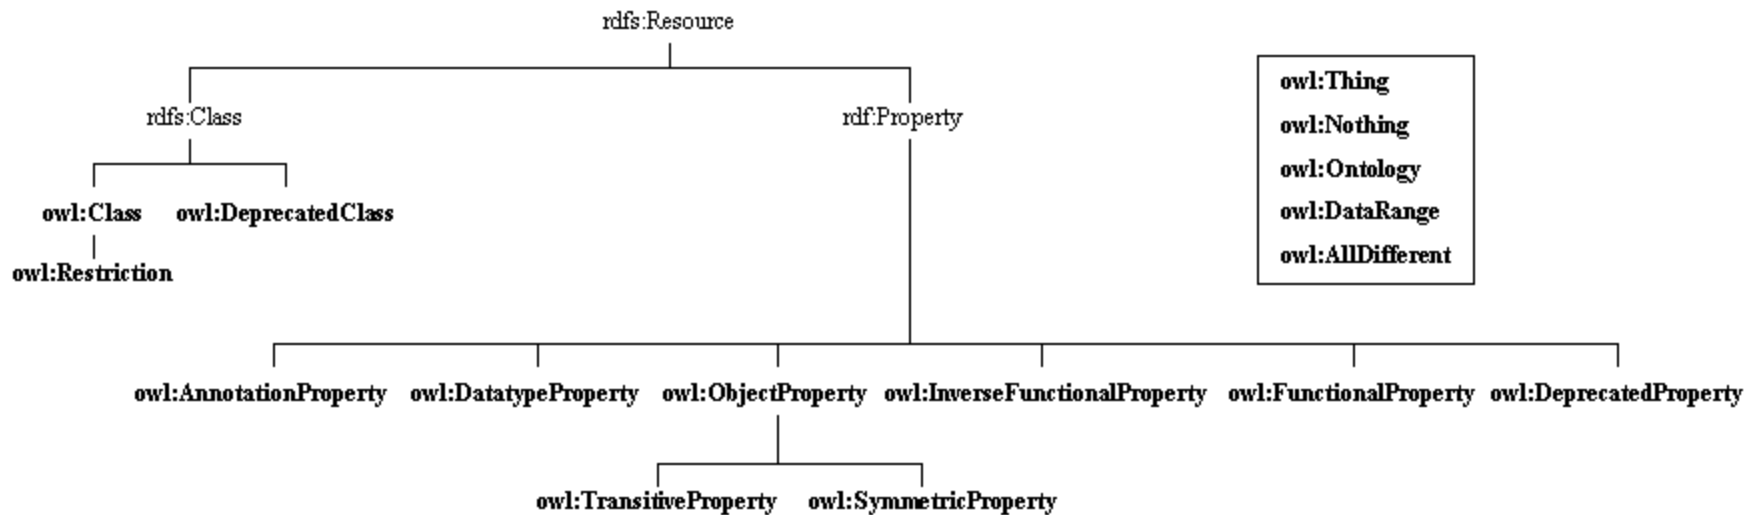 rdfs:Resource
owl:Thing
rdfs:Class
rdf:Property
owl:Nothing
owl:Ontology
owl:Class
owl:DeprecatedClass
owl:DataRange
owl:AllDifferent
owl:Restriction
owl:AnnotationProperty
owl:DatatypeProperty
owl:ObjectProperty
owl:InverseFunctionalProperty
owl:FunctionalProperty
owl:DeprecatedProperty
owl:TransitiveProperty
owl:SymmetricProperty